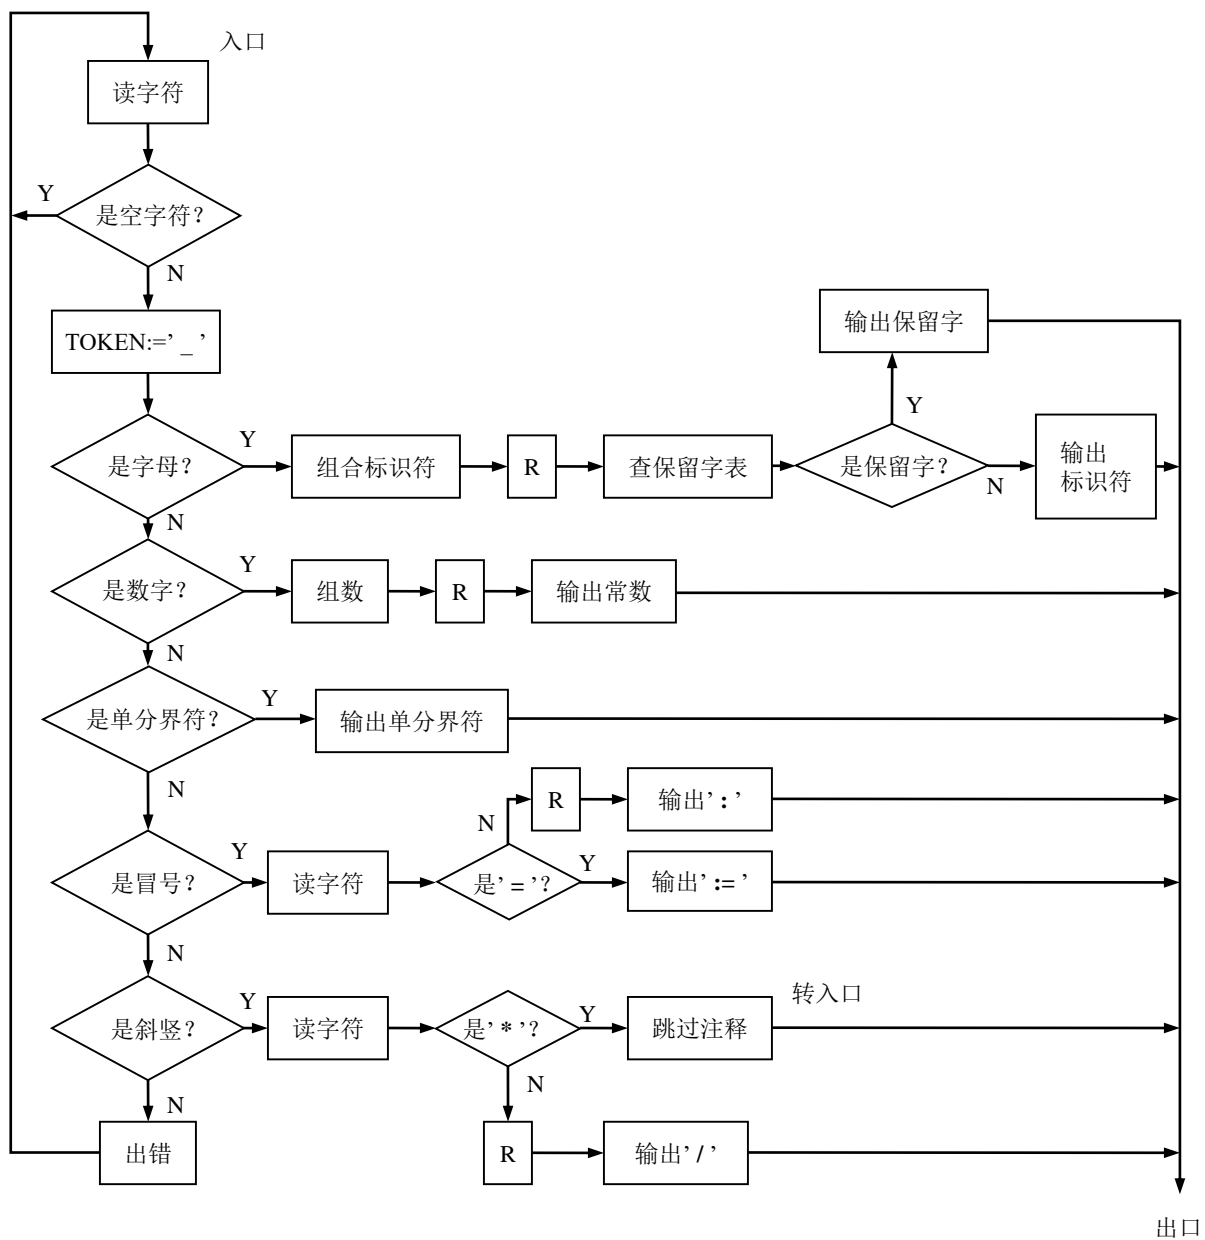 入口
读字符
Y
是空字符?
N
TOKEN:=’ _ ’
输出保留字
Y
是字母?
Y
组合标识符
R
查保留字表
是保留字?
N
输出
标识符
N
是数字?
Y
组数
R
输出常数
N
是单分界符?
Y
输出单分界符
N
N
R
输出’ : ’
是冒号?
Y
读字符
是’ = ’?
Y
输出’ := ’
N
是斜竖?
Y
读字符
是’ * ’?
Y
跳过注释
转入口
N
N
出错
R
输出’ / ’
出口